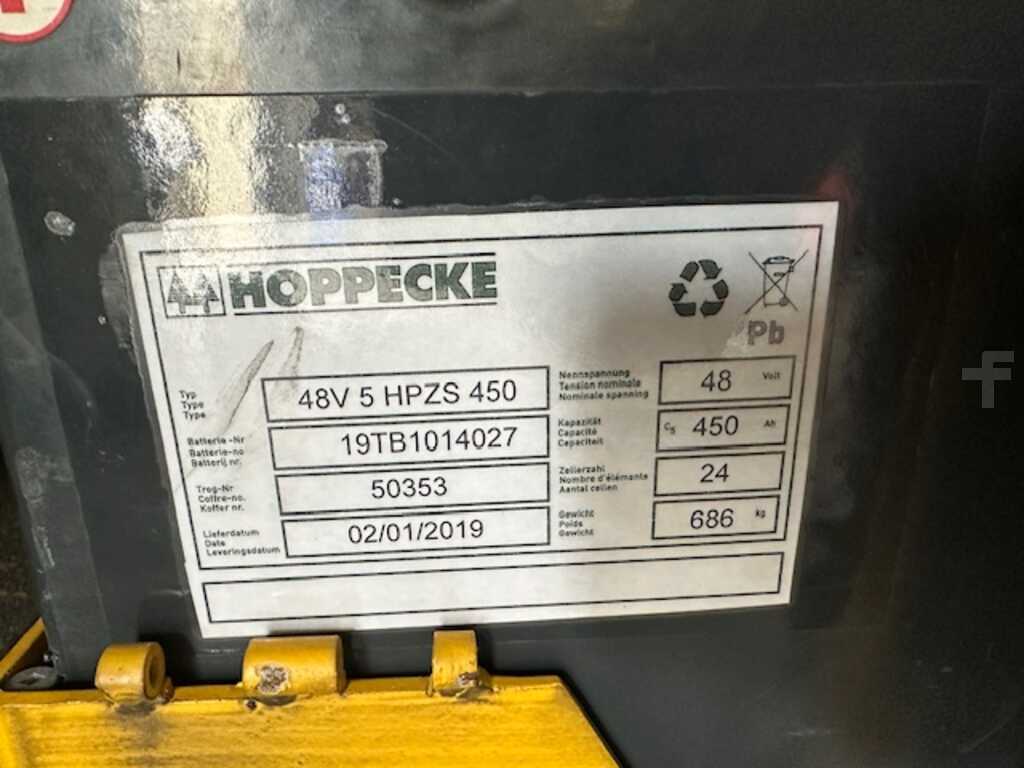 HOPPECKE
Pb
Typ
Type
Type
48V 5 HPZS 450
Nennspannung
Tension nominale
Nominale spanning
48 Volt
Batterie-Nr
Batterie-no
Batterij nr.
19TB1014027
Kapazität
Capacité
Capaciteit
C5 450 Ah
Trog-Nr
Coffre-no.
Koffer nr.
50353
Zellerzahl
Nombre d'éléments
Aantal cellen
24
Lieferdatum
Date
Leveringsdatum
02/01/2019
Gewicht
Poids
Gewicht
686 kg
f